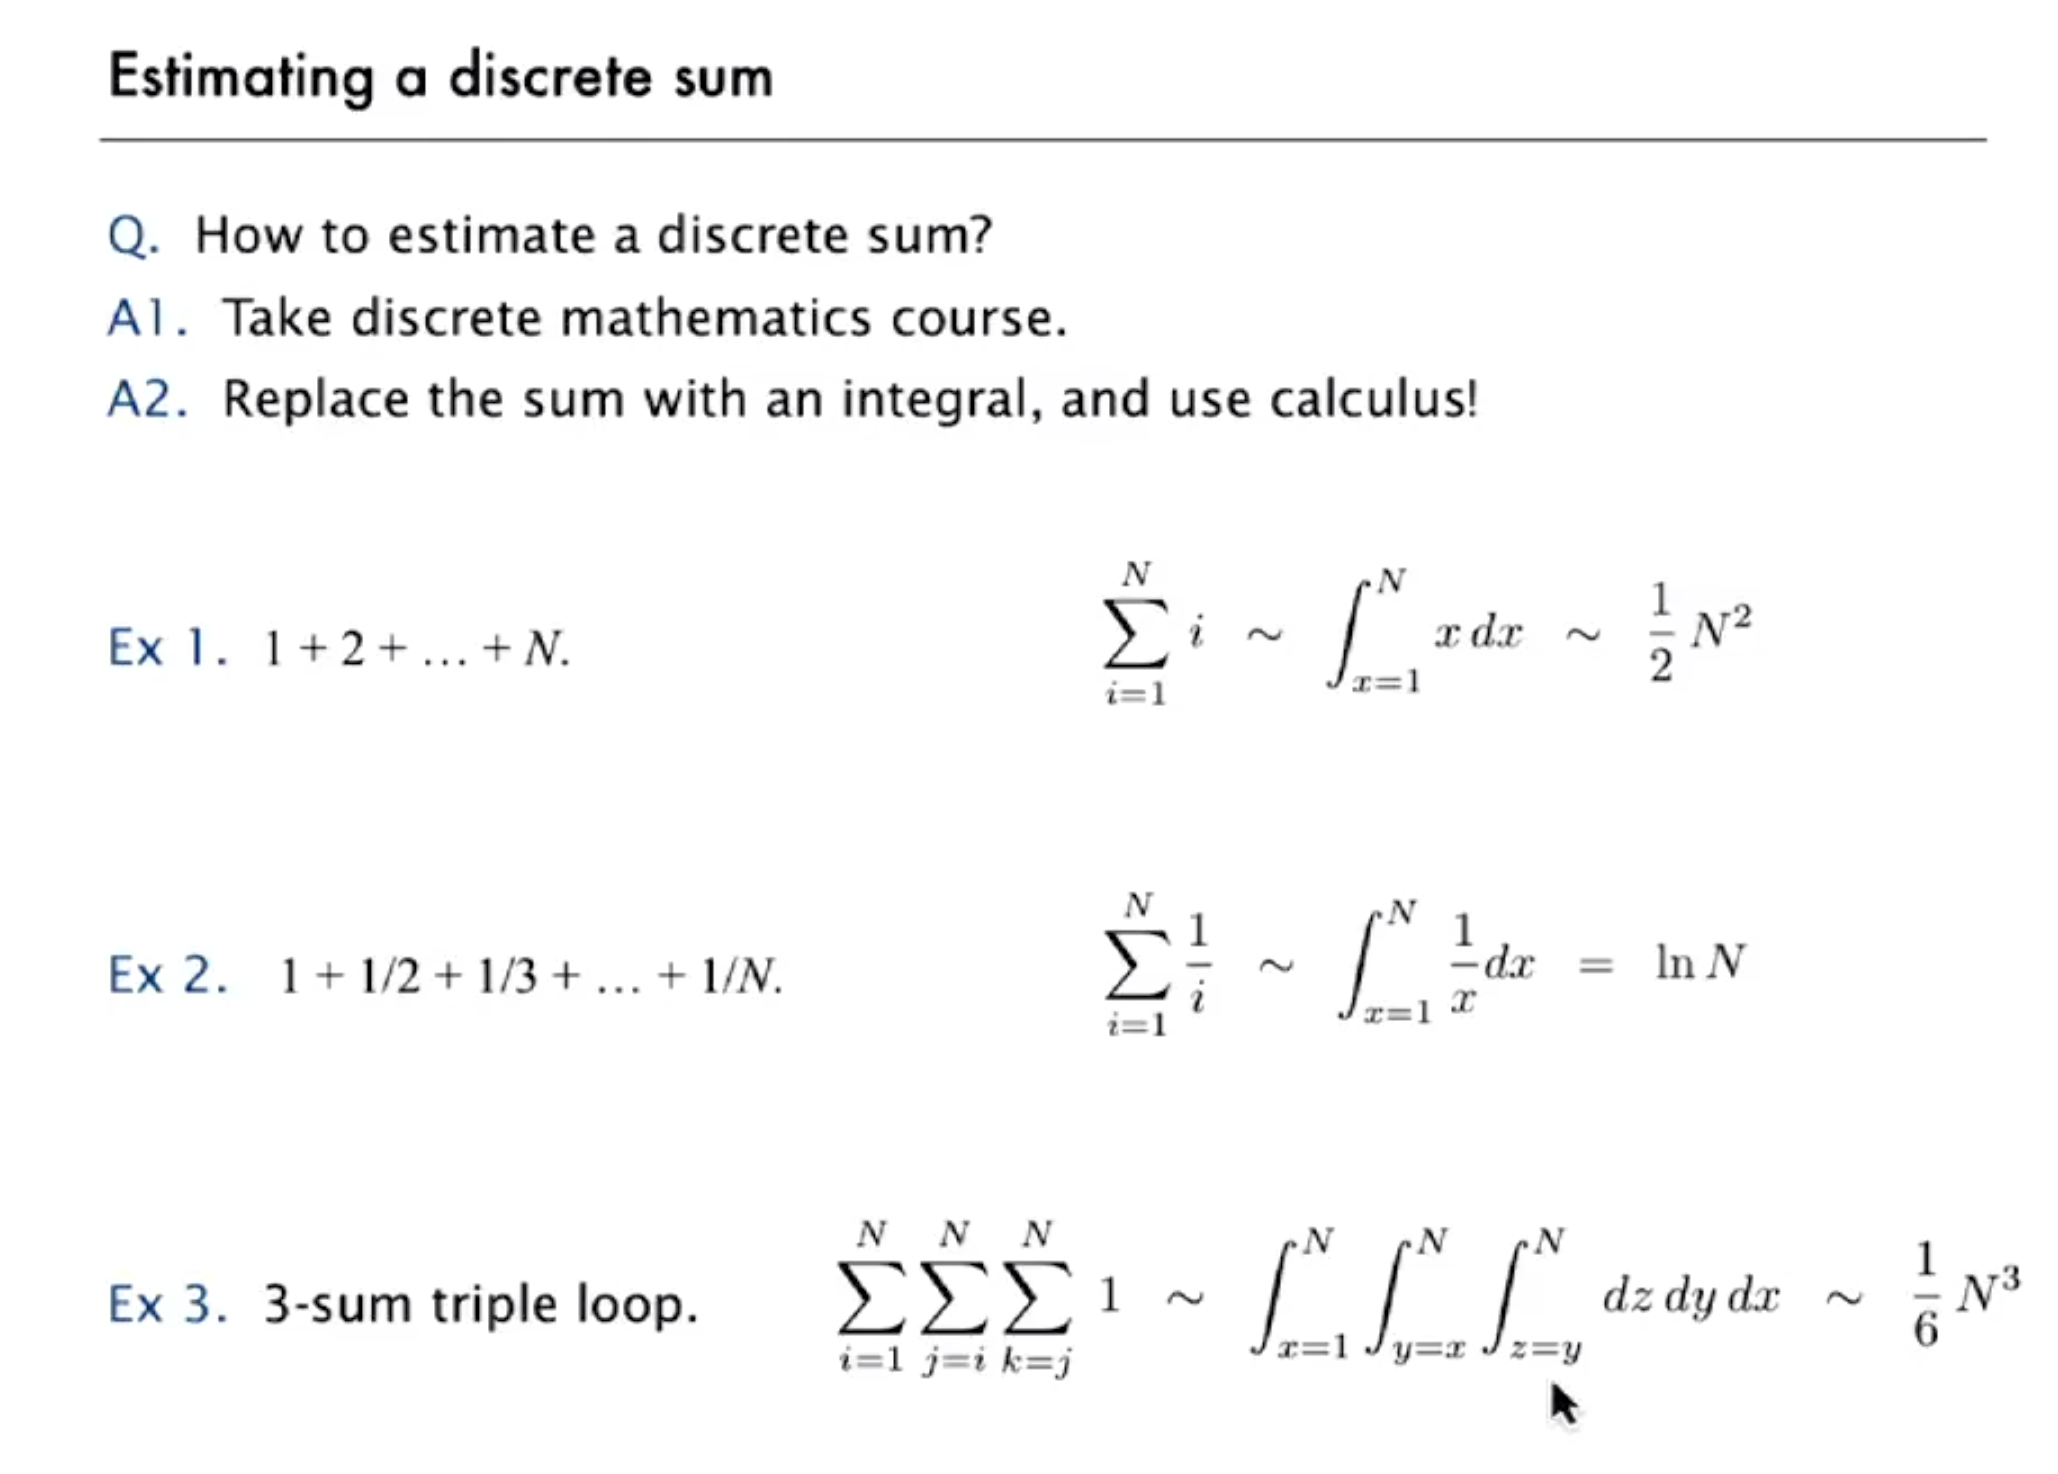 Estimating a discrete sum
Q. How to estimate a discrete sum?
A1. Take discrete mathematics course.
A2. Replace the sum with an integral, and use calculus!
Ex 1. 1 + 2 + … + N. $\sum_{i=1}^{N} i \sim \int_{x=1}^{N} x\,dx \sim \frac{1}{2} N^2$
Ex 2. 1 + 1/2 + 1/3 + … + 1/N. $\sum_{i=1}^{N} \frac{1}{i} \sim \int_{x=1}^{N} \frac{1}{x} dx = \ln N$
Ex 3. 3-sum triple loop. $\sum_{i=1}^{N} \sum_{j=i}^{N} \sum_{k=j}^{N} 1 \sim \int_{x=1}^{N} \int_{y=x}^{N} \int_{z=y}^{N} dz\,dy\,dx \sim \frac{1}{6} N^3$